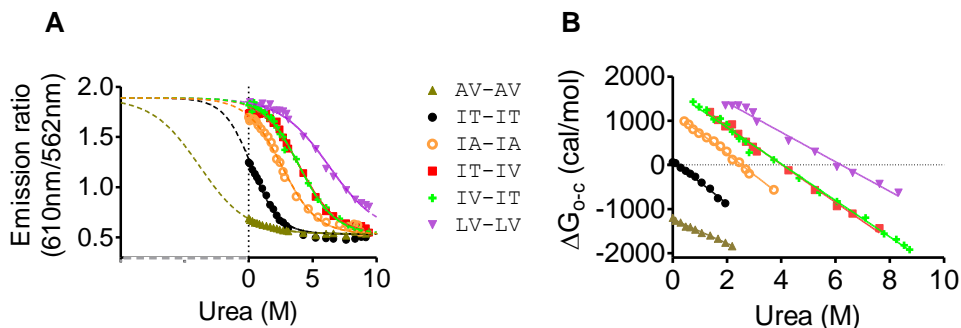 A
Emission ratio
(610nm/562nm)
2.0
1.5
1.0
0.5
0
5
10
Urea (M)
AV-AV
IT-IT
IA-IA
IT-IV
IV-IT
LV-LV
B
ΔGo-c (cal/mol)
2000
1000
0
-1000
-2000
0
2
4
6
8
10
Urea (M)